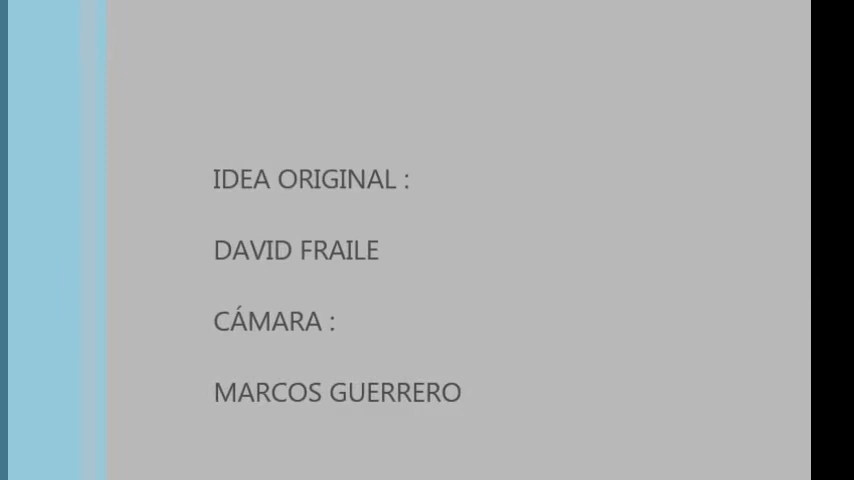 IDEA ORIGINAL :
DAVID FRAILE
CÁMARA :
MARCOS GUERRERO